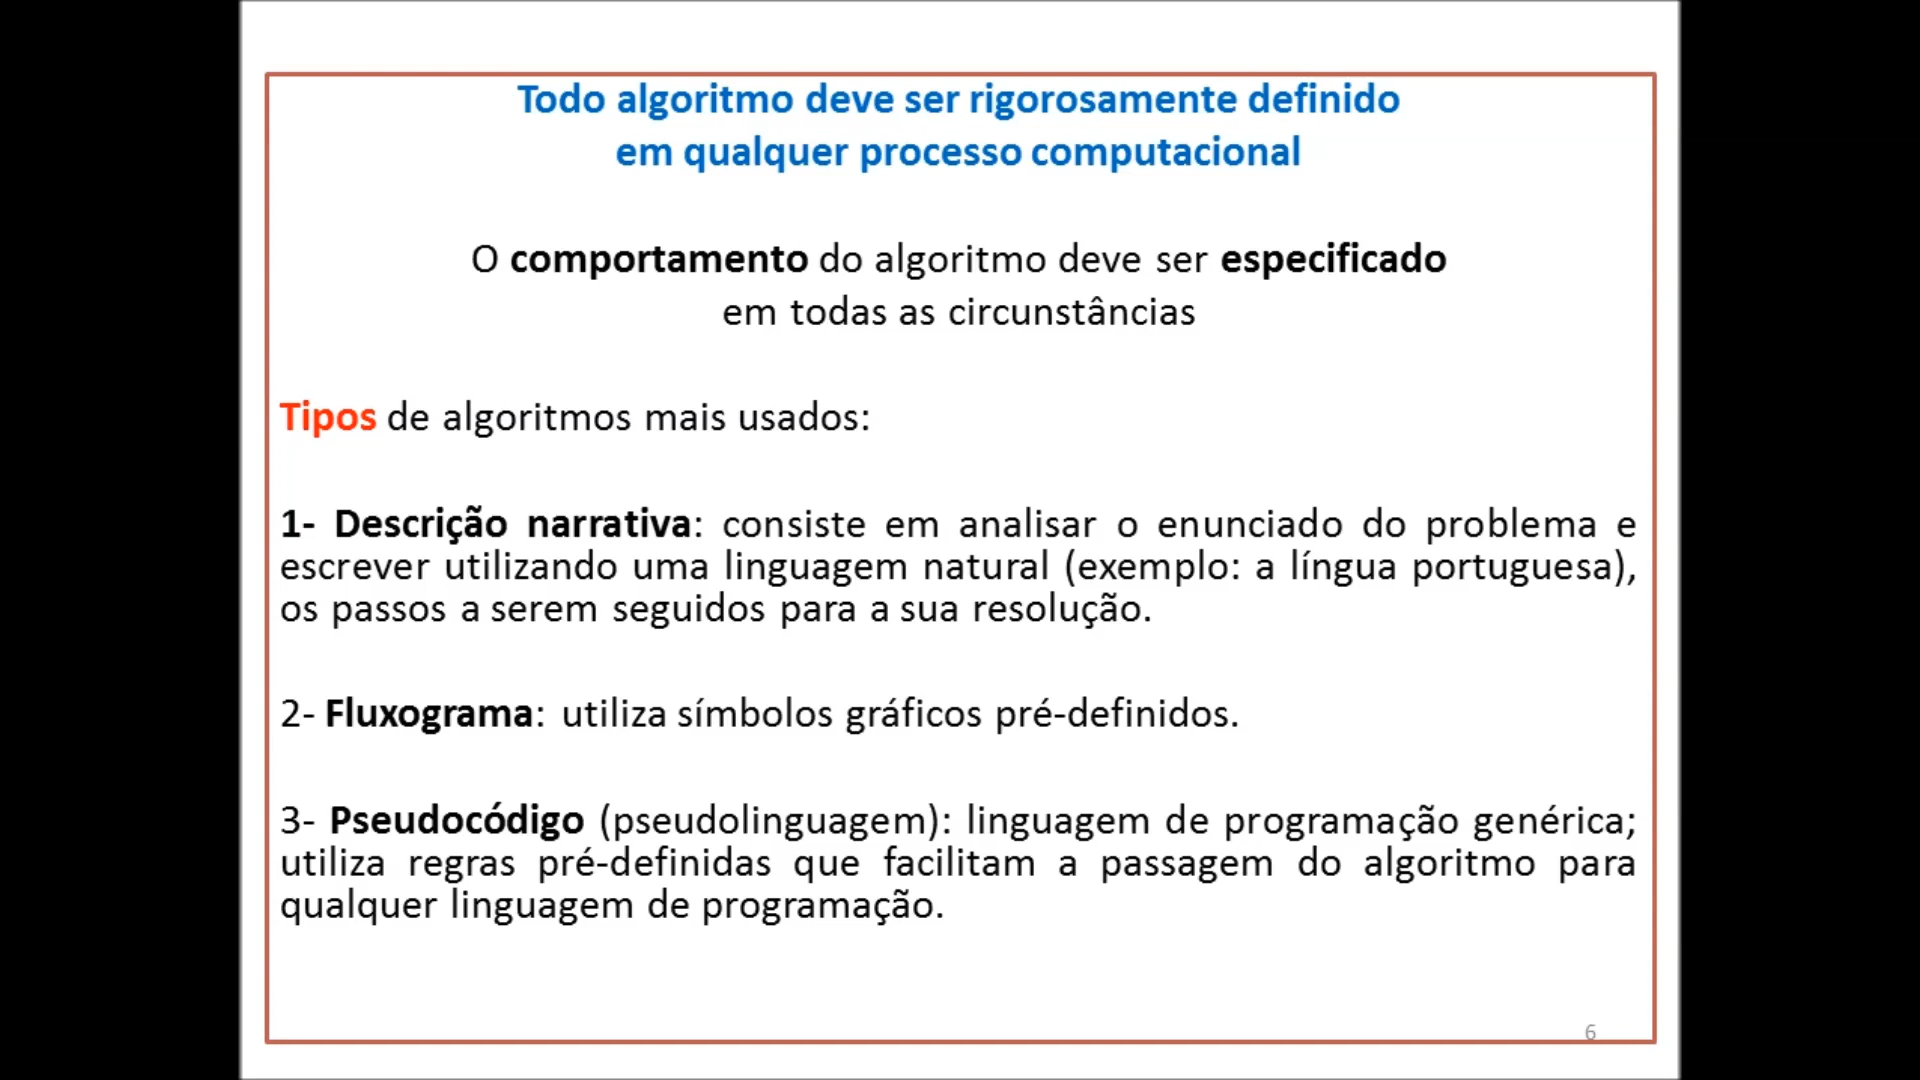 Todo algoritmo deve ser rigorosamente definido
em qualquer processo computacional
O comportamento do algoritmo deve ser especificado
em todas as circunstâncias
Tipos de algoritmos mais usados:
1- Descrição narrativa: consiste em analisar o enunciado do problema e
escrever utilizando uma linguagem natural (exemplo: a língua portuguesa),
os passos a serem seguidos para a sua resolução.
2- Fluxograma: utiliza símbolos gráficos pré-definidos.
3- Pseudocódigo (pseudolinguagem): linguagem de programação genérica;
utiliza regras pré-definidas que facilitam a passagem do algoritmo para
qualquer linguagem de programação.
6